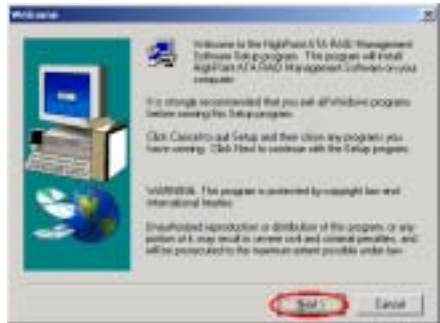 Welcome
Welcome to the HighPoint ATA RAID Management
Software Setup program. This program will install
HighPoint ATA RAID Management Software on your
computer.
It is strongly recommended that you exit all Windows programs
before running this Setup program.
Click Cancel to quit Setup and then close any programs you
have running. Click Next to continue with the Setup program.
WARNING: This program is protected by copyright law and
international treaties.
Unauthorized reproduction or distribution of this program, or any
portion of it, may result in severe civil and criminal penalties, and
will be prosecuted to the maximum extent possible under law.
Next >
Cancel